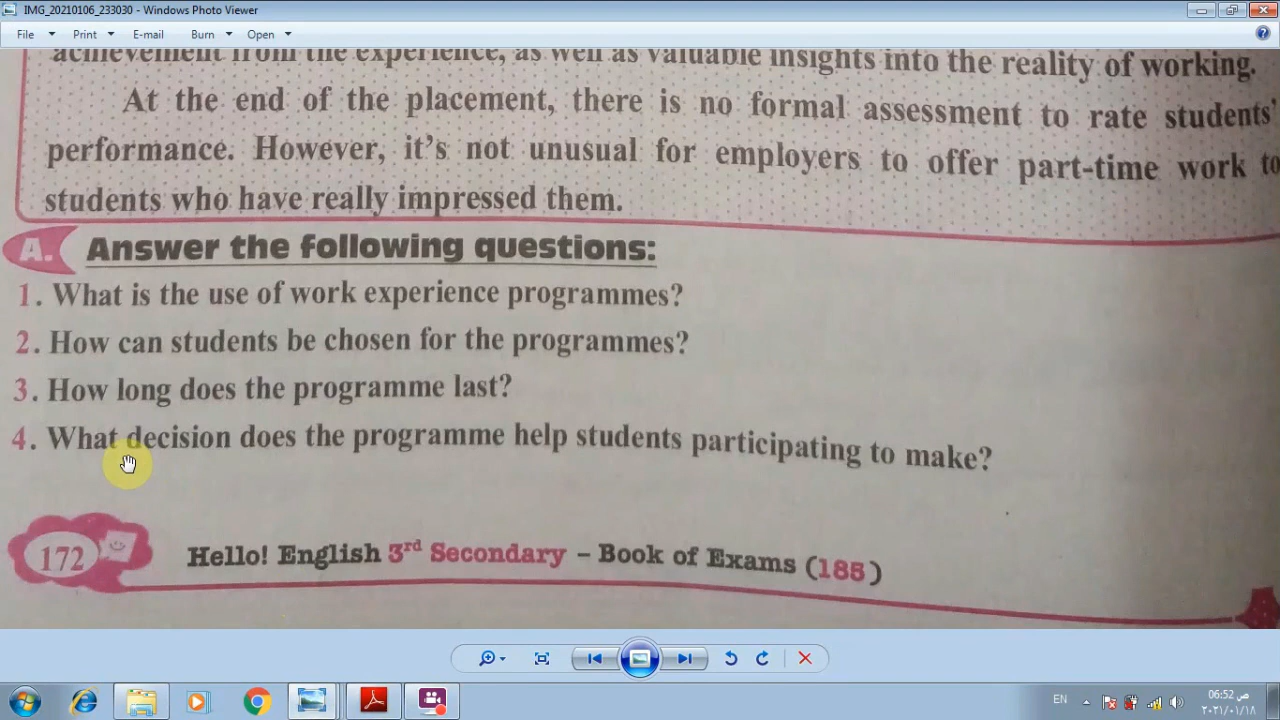 IMG_20210106_233030 - Windows Photo Viewer
File Print E-mail Burn Open
achievement from the experience, as well as valuable insights into the reality of working.
At the end of the placement, there is no formal assessment to rate students'
performance. However, it's not unusual for employers to offer part-time work to
students who have really impressed them.
A. Answer the following questions:
1. What is the use of work experience programmes?
2. How can students be chosen for the programmes?
3. How long does the programme last?
4. What decision does the programme help students participating to make?
172 Hello! English 3rd Secondary – Book of Exams (185)
EN 06:52 ص
٢٠٢١/٠١/١٨